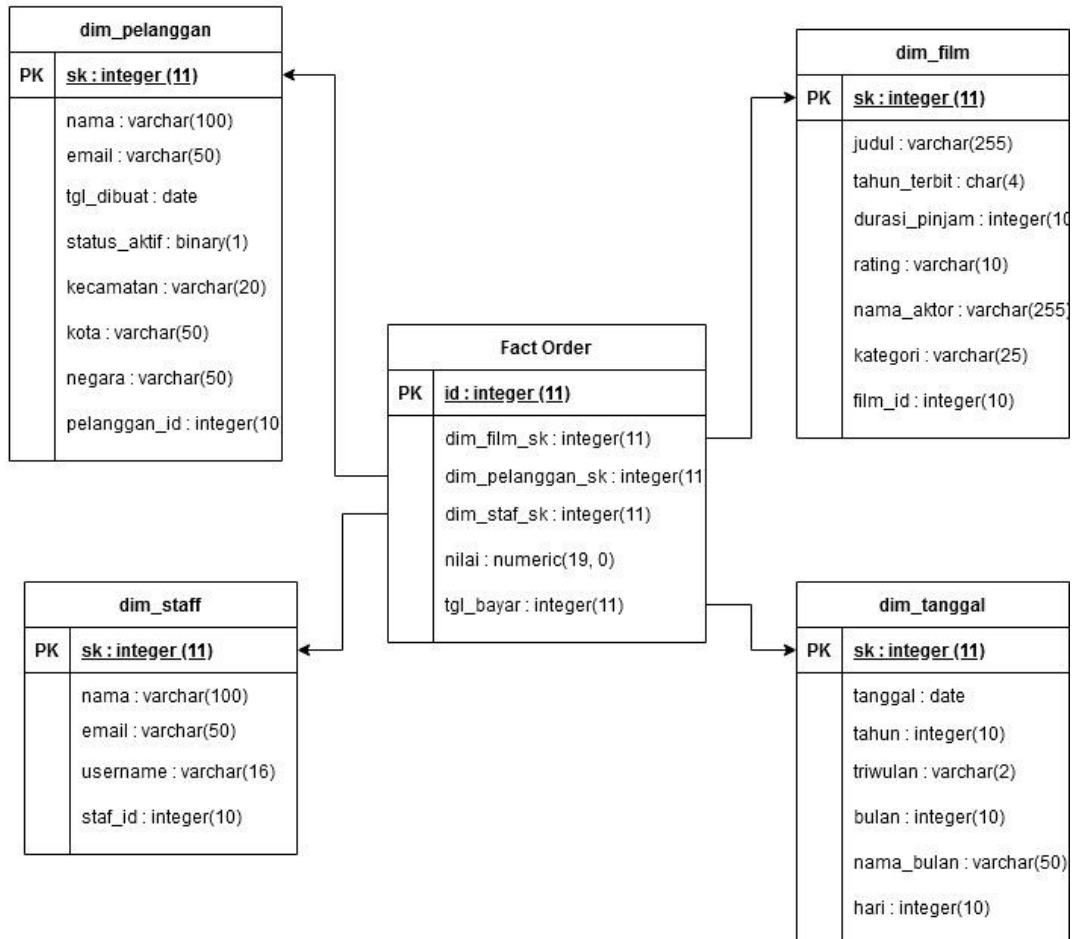 dim_pelanggan
PK sk : integer (11)
nama : varchar(100)
email : varchar(50)
tgl_dibuat : date
status_aktif : binary(1)
kecamatan : varchar(20)
kota : varchar(50)
negara : varchar(50)
pelanggan_id : integer(10
dim_film
PK sk : integer (11)
judul : varchar(255)
tahun_terbit : char(4)
durasi_pinjam : integer(10
rating : varchar(10)
nama_aktor : varchar(255)
kategori : varchar(25)
film_id : integer(10)
Fact Order
PK id : integer (11)
dim_film_sk : integer(11)
dim_pelanggan_sk : integer(11
dim_staf_sk : integer(11)
nilai : numeric(19, 0)
tgl_bayar : integer(11)
dim_staff
PK sk : integer (11)
nama : varchar(100)
email : varchar(50)
username : varchar(16)
staf_id : integer(10)
dim_tanggal
PK sk : integer (11)
tanggal : date
tahun : integer(10)
triwulan : varchar(2)
bulan : integer(10)
nama_bulan : varchar(50)
hari : integer(10)